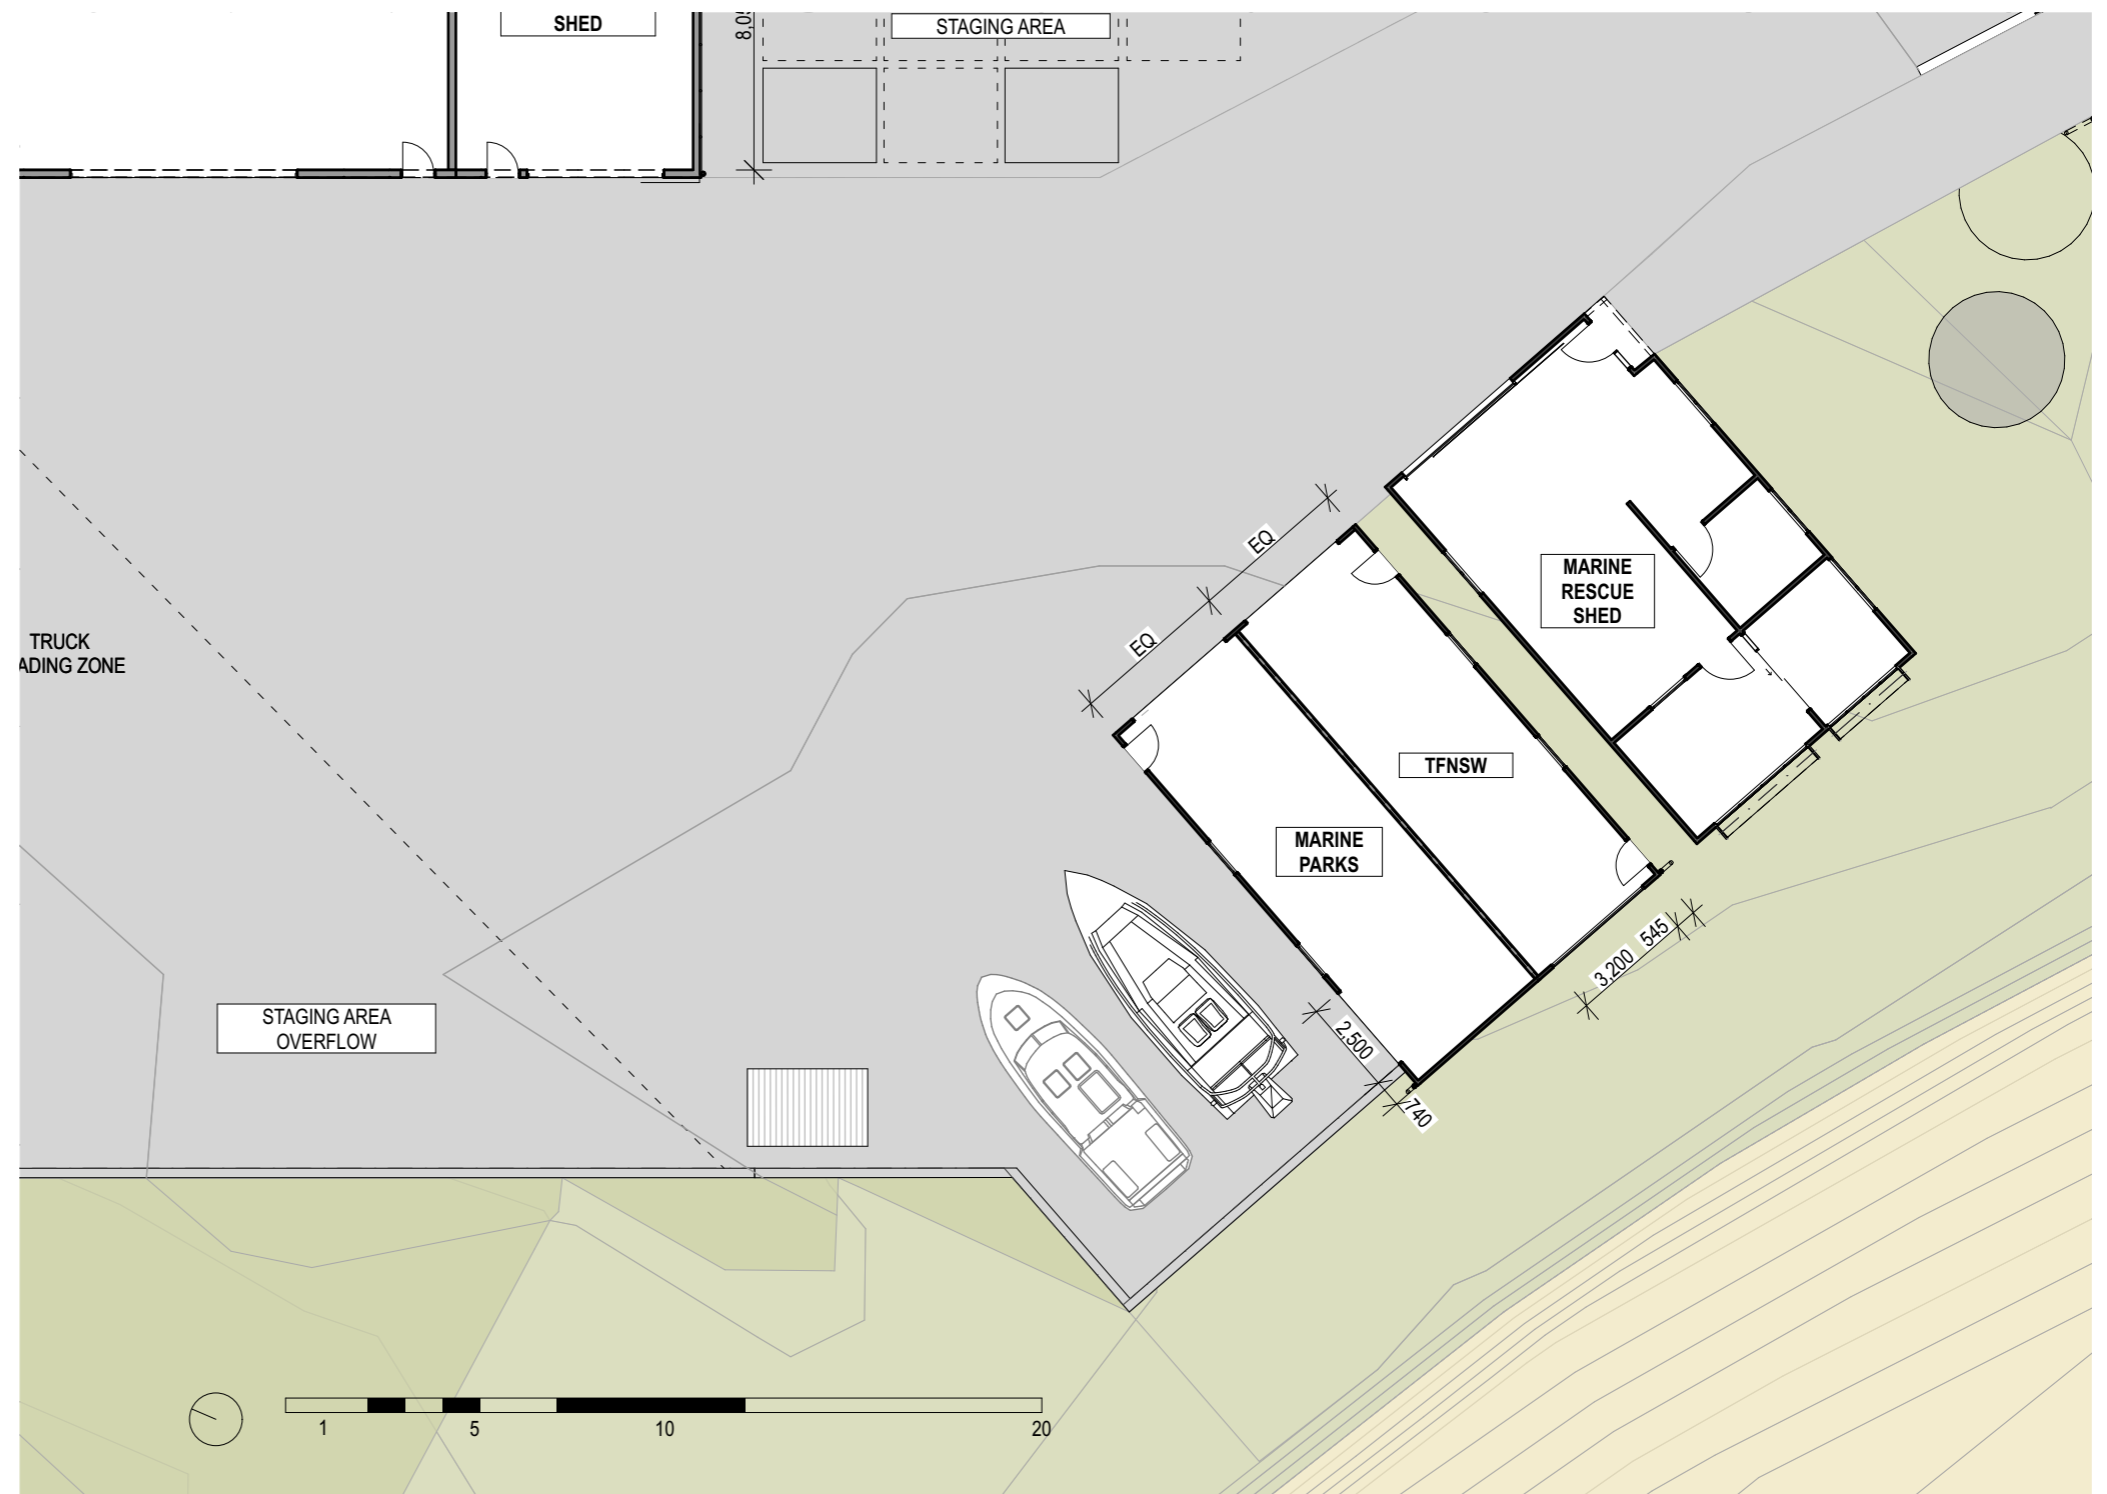 SHED
8,05
STAGING AREA
EQ
EQ
MARINE
RESCUE
SHED
TRUCK
ADING ZONE
TFNSW
MARINE
PARKS
545
3,200
2,500
740
STAGING AREA
OVERFLOW
1
5
10
20